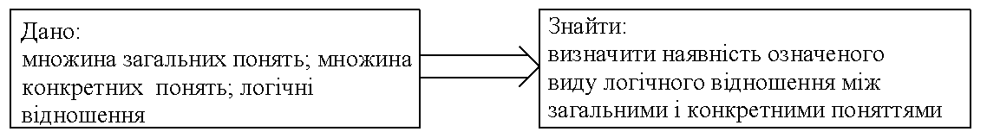 Дано:
множина загальних понять; множина
конкретних понять; логічні
відношення
Знайти:
визначити наявність означеного
виду логічного відношення між
загальними і конкретними поняттями